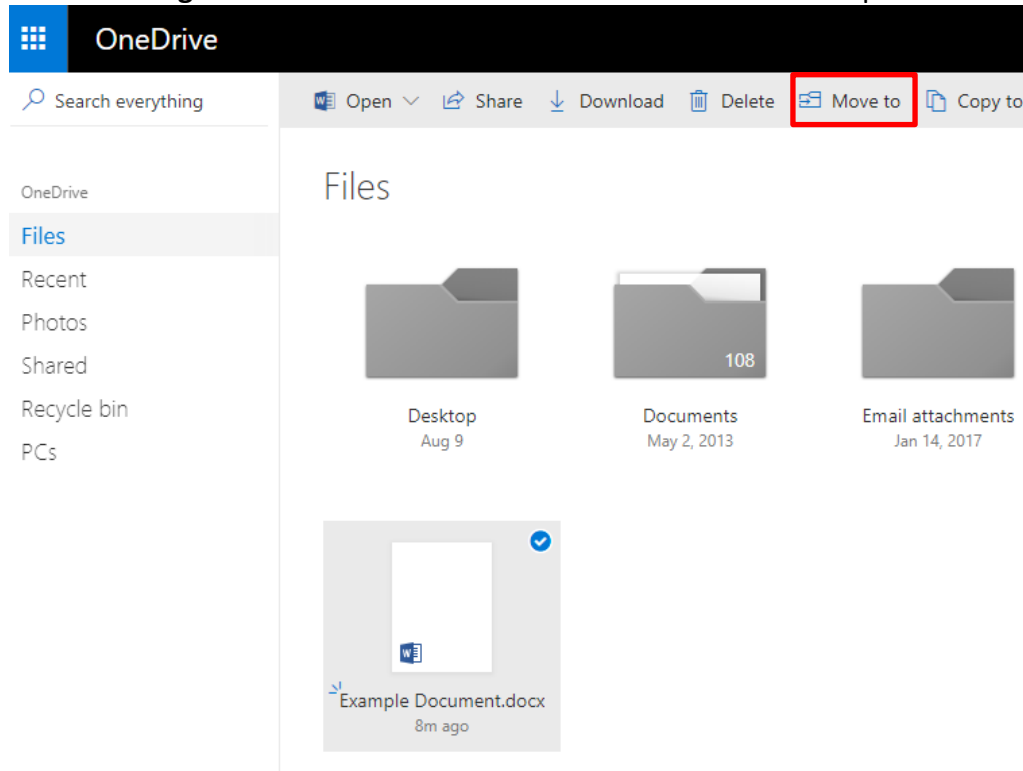 OneDrive
Search everything
Open Share Download Delete Move to Copy to
OneDrive
Files
Recent
Photos
Shared
Recycle bin
PCs
Files
108
Desktop Documents Email attachments
Aug 9 May 2, 2013 Jan 14, 2017
W
Example Document.docx
8m ago